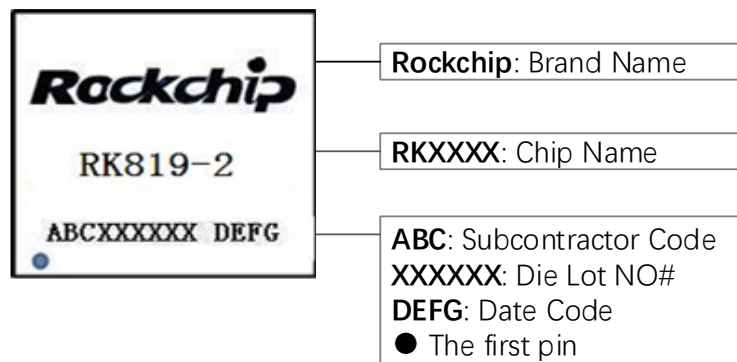 Rockchip
RK819-2
ABCXXXXXX DEFG
Rockchip: Brand Name
RKXXXX: Chip Name
ABC: Subcontractor Code
XXXXXX: Die Lot NO#
DEFG: Date Code
● The first pin